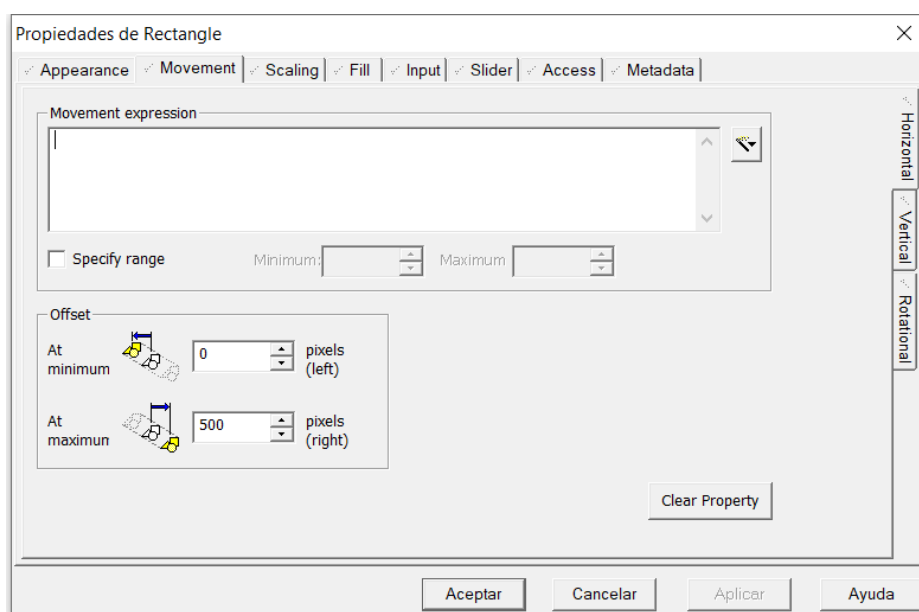 Propiedades de Rectangle
Appearance Movement Scaling Fill Input Slider Access Metadata
Movement expression
Specify range Minimum: Maximum
Offset
At minimum 0 pixels (left)
At maximun 500 pixels (right)
Clear Property
Horizontal
Vertical
Rotational
Aceptar Cancelar Aplicar Ayuda